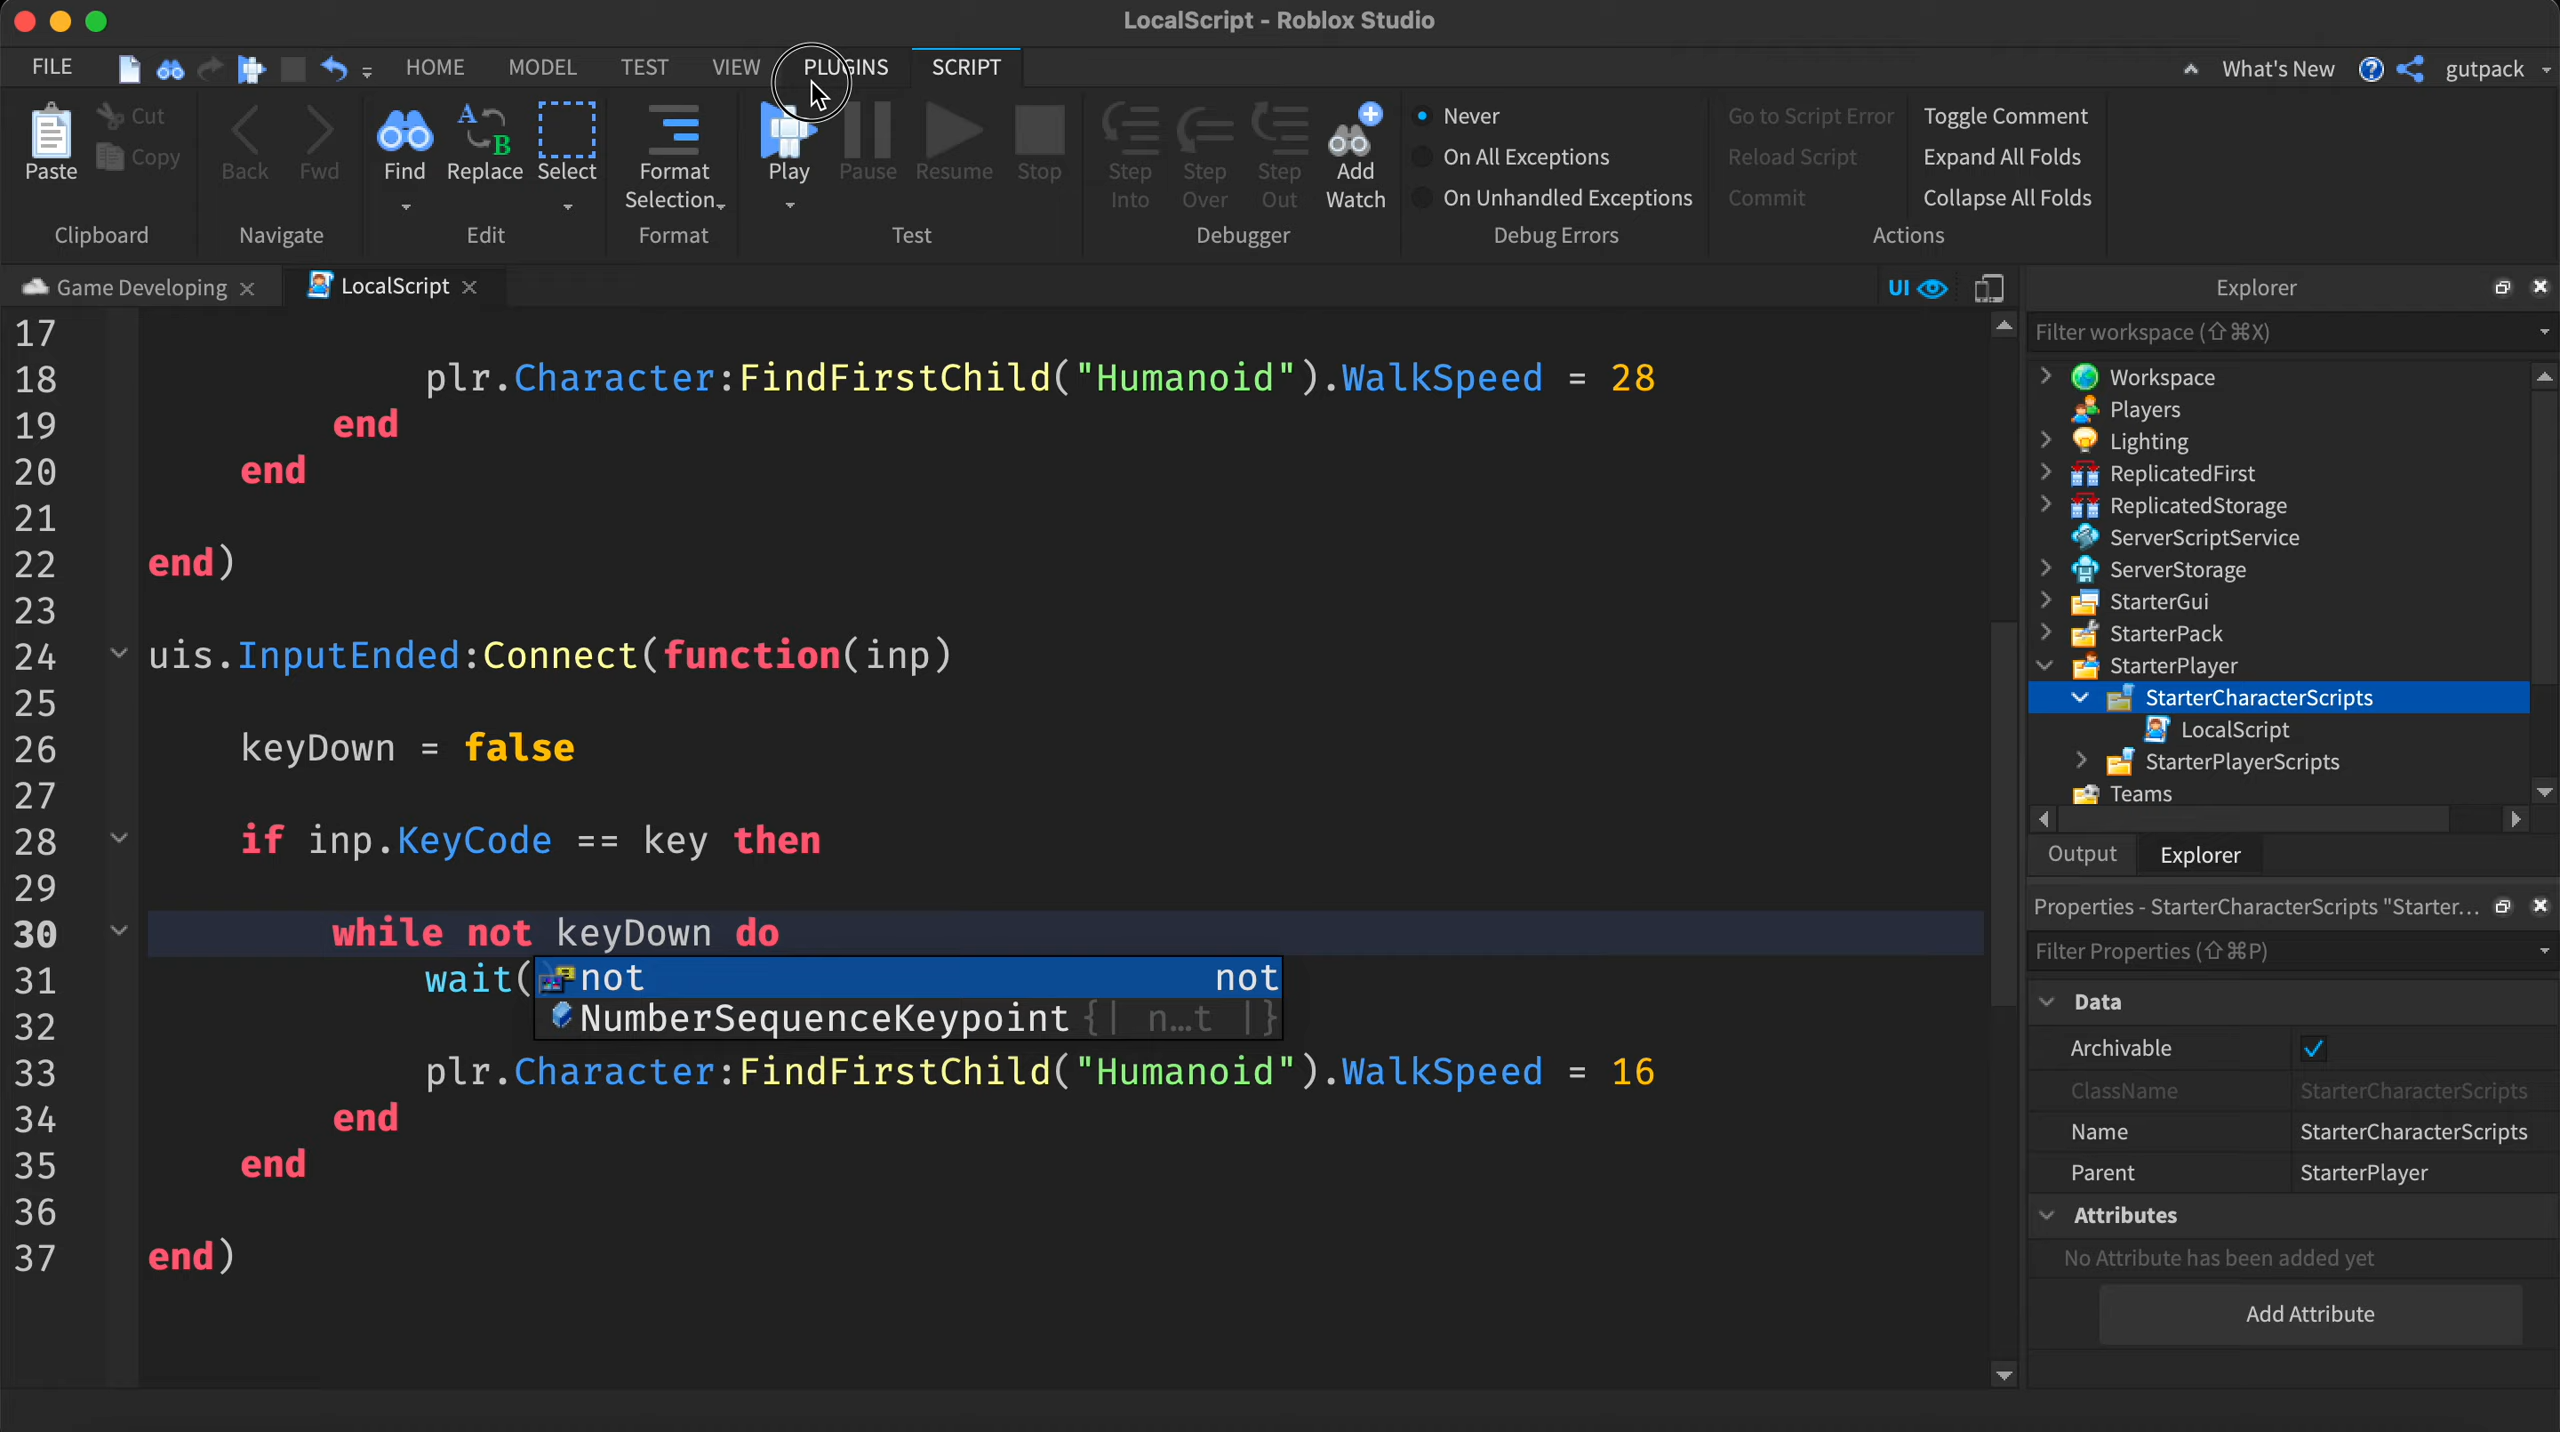 LocalScript - Roblox Studio
FILE HOME MODEL TEST VIEW PLUGINS SCRIPT What's New gutpack
Paste Cut Copy Clipboard
Back Fwd Navigate
Find Replace Select Edit
Format Selection Format
Play Pause Resume Stop Test
Step Into Step Over Step Out Add Watch Debugger
Never
On All Exceptions
On Unhandled Exceptions
Debug Errors
Go to Script Error Toggle Comment
Reload Script Expand All Folds
Commit Collapse All Folds
Actions
Game Developing LocalScript UI
17
18 plr.Character:FindFirstChild("Humanoid").WalkSpeed = 28
19 end
20 end
21
22 end)
23
24 uis.InputEnded:Connect(function(inp)
25
26 keyDown = false
27
28 if inp.KeyCode == key then
29
30 while not keyDown do
31 wait(
not not
NumberSequenceKeypoint {| n…t |}
32
33 plr.Character:FindFirstChild("Humanoid").WalkSpeed = 16
34 end
35 end
36
37 end)
Explorer
Filter workspace (⇧⌘X)
Workspace
Players
Lighting
ReplicatedFirst
ReplicatedStorage
ServerScriptService
ServerStorage
StarterGui
StarterPack
StarterPlayer
StarterCharacterScripts
LocalScript
StarterPlayerScripts
Teams
Output Explorer
Properties - StarterCharacterScripts "Starter...
Filter Properties (⇧⌘P)
Data
Archivable
ClassName StarterCharacterScripts
Name StarterCharacterScripts
Parent StarterPlayer
Attributes
No Attribute has been added yet
Add Attribute